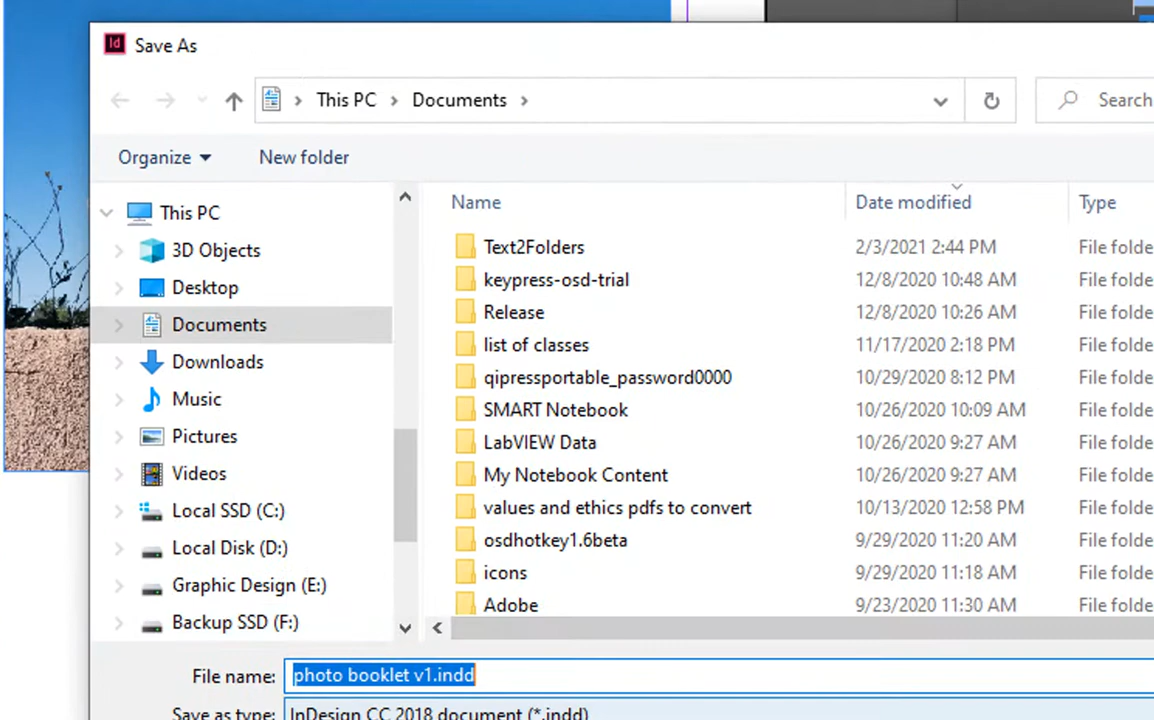 Id Save As
This PC > Documents >
Search
Organize
New folder
Name Date modified Type
This PC
3D Objects
Desktop
Documents
Downloads
Music
Pictures
Videos
Local SSD (C:)
Local Disk (D:)
Graphic Design (E:)
Backup SSD (F:)
Text2Folders 2/3/2021 2:44 PM File folde
keypress-osd-trial 12/8/2020 10:48 AM File folde
Release 12/8/2020 10:26 AM File folde
list of classes 11/17/2020 2:18 PM File folde
qipressportable_password0000 10/29/2020 8:12 PM File folde
SMART Notebook 10/26/2020 10:09 AM File folde
LabVIEW Data 10/26/2020 9:27 AM File folde
My Notebook Content 10/26/2020 9:27 AM File folde
values and ethics pdfs to convert 10/13/2020 12:58 PM File folde
osdhotkey1.6beta 9/29/2020 11:20 AM File folde
icons 9/29/2020 11:18 AM File folde
Adobe 9/23/2020 11:30 AM File folde
File name: photo booklet v1.indd
Save as type: InDesign CC 2018 document (*.indd)